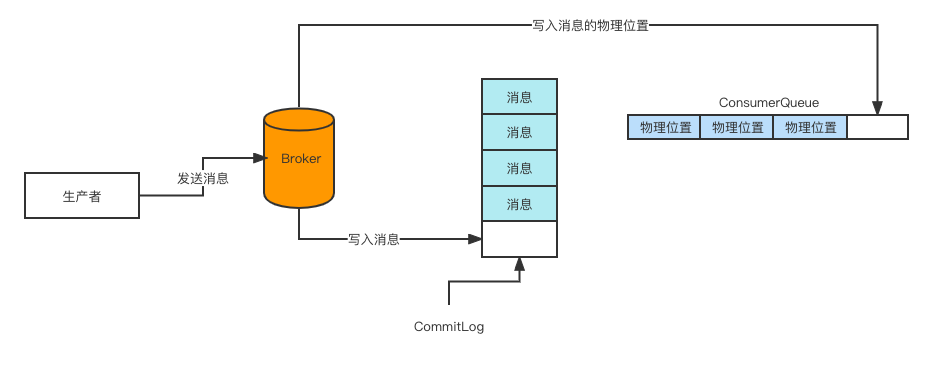 写入消息的物理位置
消息
ConsumerQueue
物理位置
物理位置
物理位置
消息
Broker
消息
发送消息
生产者
消息
写入消息
CommitLog